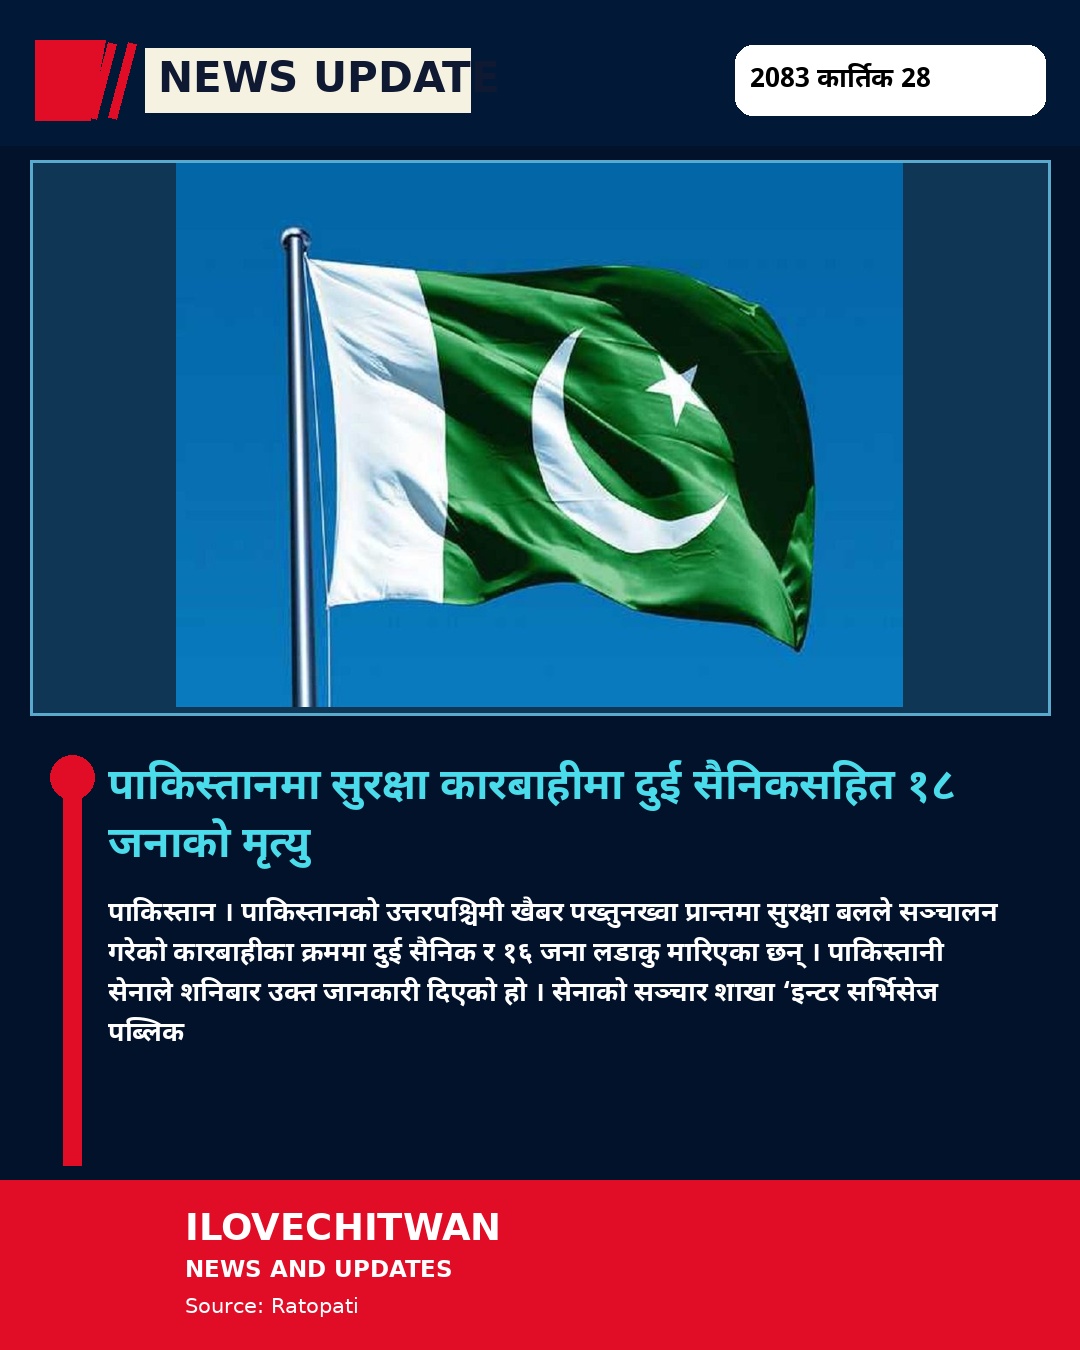 NEWS UPDATE
2083 कार्तिक 28
पाकिस्तानमा सुरक्षा कारबाहीमा दुई सैनिकसहित १८
जनाको मृत्यु
पाकिस्तान । पाकिस्तानको उत्तरपश्चिमी खैबर पख्तुनख्वा प्रान्तमा सुरक्षा बलले सञ्चालन
गरेको कारबाहीका क्रममा दुई सैनिक र १६ जना लडाकु मारिएका छन् । पाकिस्तानी
सेनाले शनिबार उक्त जानकारी दिएको हो । सेनाको सञ्चार शाखा ‘इन्टर सर्भिसेज
पब्लिक
ILOVECHITWAN
NEWS AND UPDATES
Source: Ratopati